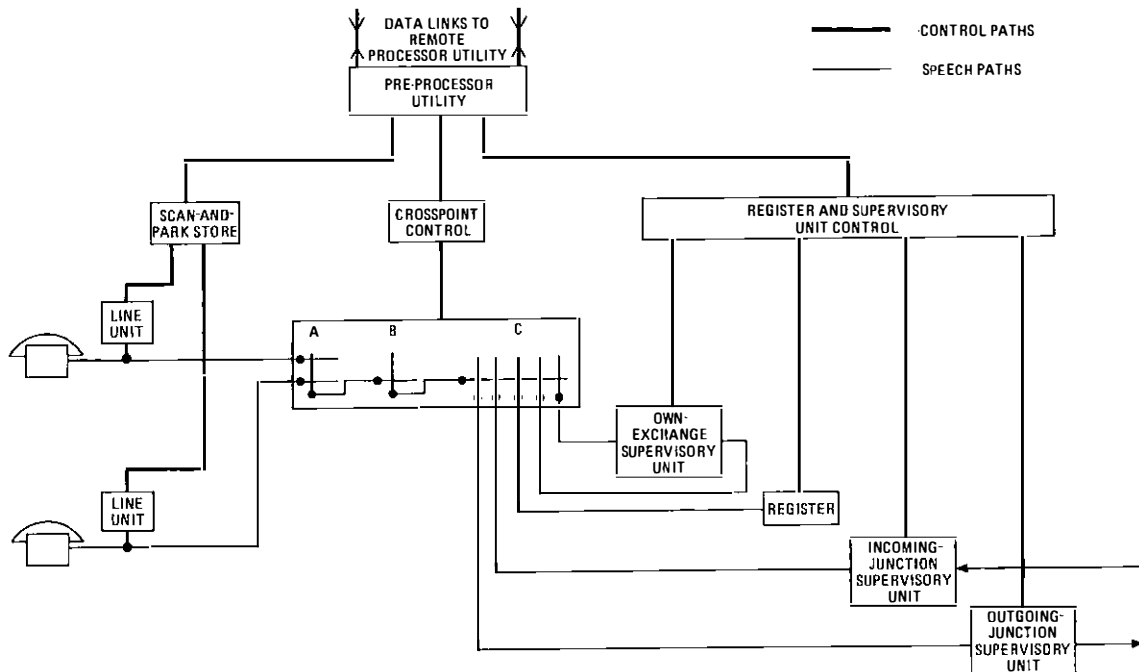 DATA LINKS TO
REMOTE
PROCESSOR UTILITY
CONTROL PATHS
SPEECH PATHS
PRE-PROCESSOR
UTILITY
SCAN-AND-
PARK STORE
CROSSPOINT
CONTROL
REGISTER AND SUPERVISORY
UNIT CONTROL
LINE
UNIT
A
B
C
OWN-
EXCHANGE
SUPERVISORY
UNIT
LINE
UNIT
REGISTER
INCOMING-
JUNCTION
SUPERVISORY
UNIT
OUTGOING-
JUNCTION
SUPERVISORY
UNIT